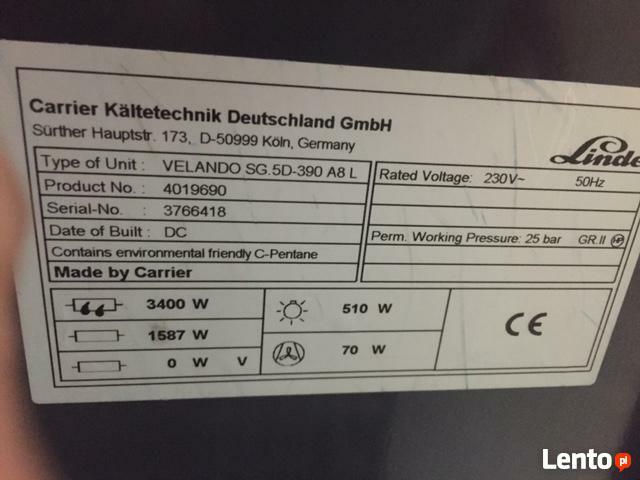 Carrier Kältetechnik Deutschland GmbH
Sürther Hauptstr. 173, D-50999 Köln, Germany
Linde
Type of Unit : VELANDO SG.5D-390 A8 L
Product No. : 4019690
Serial-No. : 3766418
Date of Built : DC
Contains environmental friendly C-Pentane
Made by Carrier
Rated Voltage: 230V~ 50Hz
Perm. Working Pressure: 25 bar GR.II HP
3400 W
1587 W
0 W V
510 W
70 W
CE
Lento pl